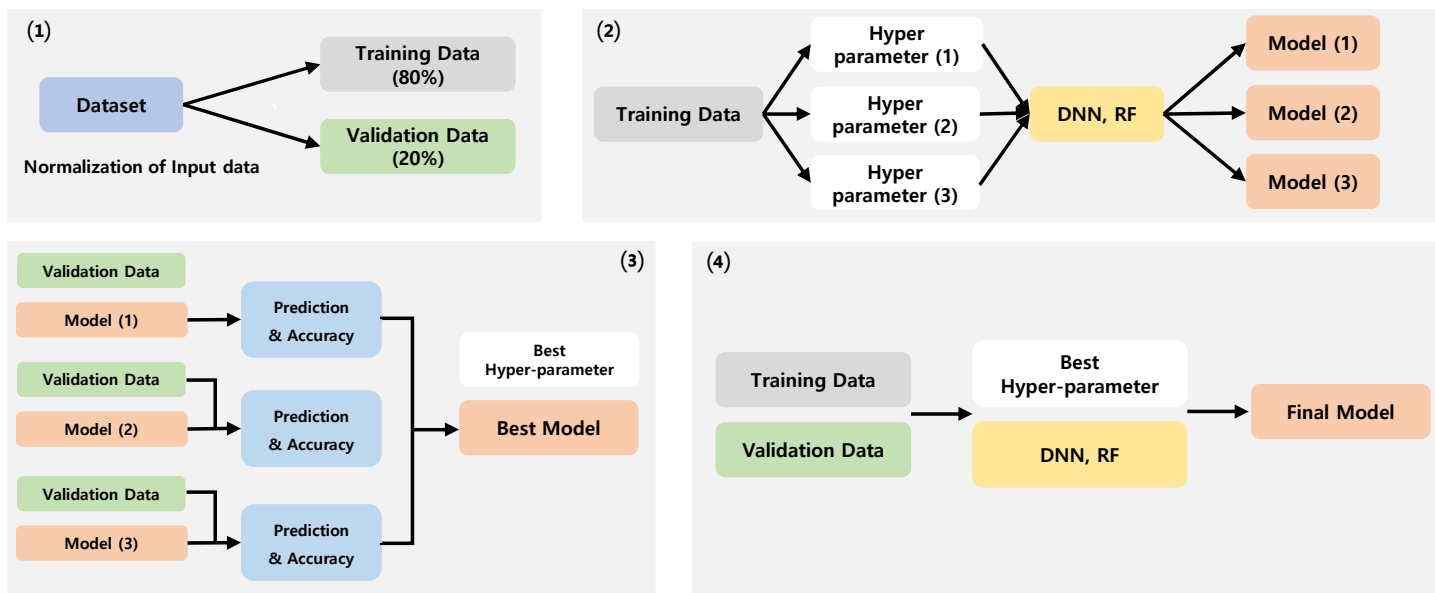 (1)
Dataset
Training Data
(80%)
Validation Data
(20%)
Normalization of Input data
(2)
Training Data
Hyper
parameter (1)
Hyper
parameter (2)
Hyper
parameter (3)
DNN, RF
Model (1)
Model (2)
Model (3)
(3)
Validation Data
Model (1)
Prediction
& Accuracy
Validation Data
Model (2)
Prediction
& Accuracy
Validation Data
Model (3)
Prediction
& Accuracy
Best
Hyper-parameter
Best Model
(4)
Training Data
Validation Data
Best
Hyper-parameter
DNN, RF
Final Model